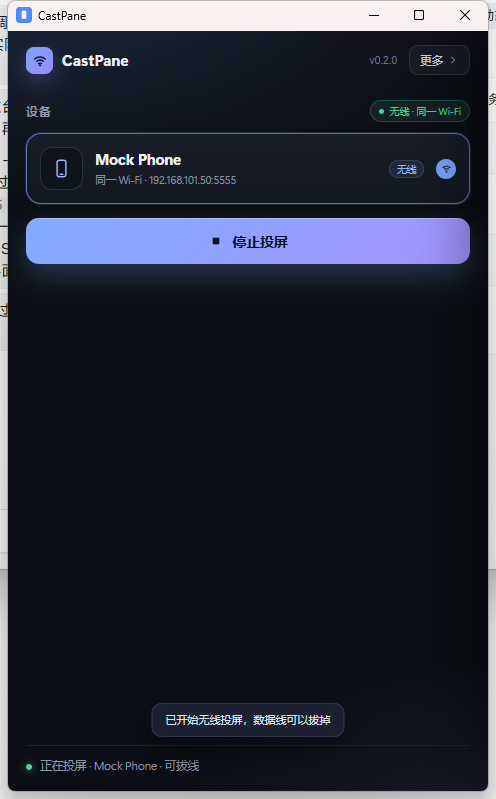 CastPane
CastPane
v0.2.0
更多
设备
无线 · 同一 Wi-Fi
Mock Phone
同一 Wi-Fi · 192.168.101.50:5555
无线
停止投屏
已开始无线投屏，数据线可以拔掉
正在投屏 · Mock Phone · 可拔线